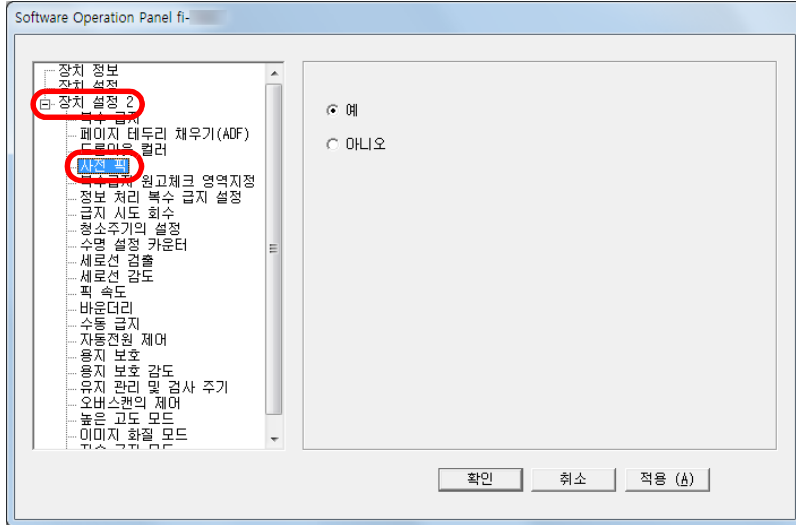 Software Operation Panel fi-
장치 정보
장치 설정
장치 설정 2
복수 급지
페이지 테두리 채우기(ADF)
드롭아웃 컬러
사전 픽
복수급지 원고체크 영역지정
정보 처리 복수 급지 설정
급지 시도 회수
청소주기의 설정
수명 설정 카운터
세로선 검출
세로선 감도
픽 속도
바운더리
수동 급지
자동전원 제어
용지 보호
용지 보호 감도
유지 관리 및 검사 주기
오버스캔의 제어
높은 고도 모드
이미지 화질 모드
급지 모드
예
아니오
확인
취소
적용 (A)